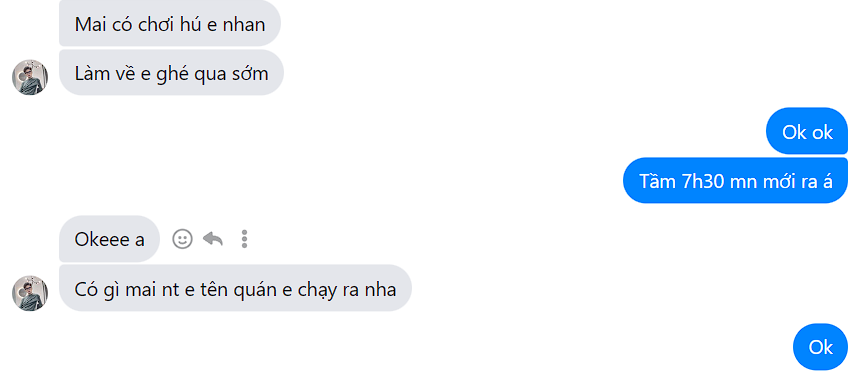 Mai có chơi hú e nhan
Làm về e ghé qua sớm
Ok ok
Tầm 7h30 mn mới ra á
Okeee a
Có gì mai nt e tên quán e chạy ra nha
Ok